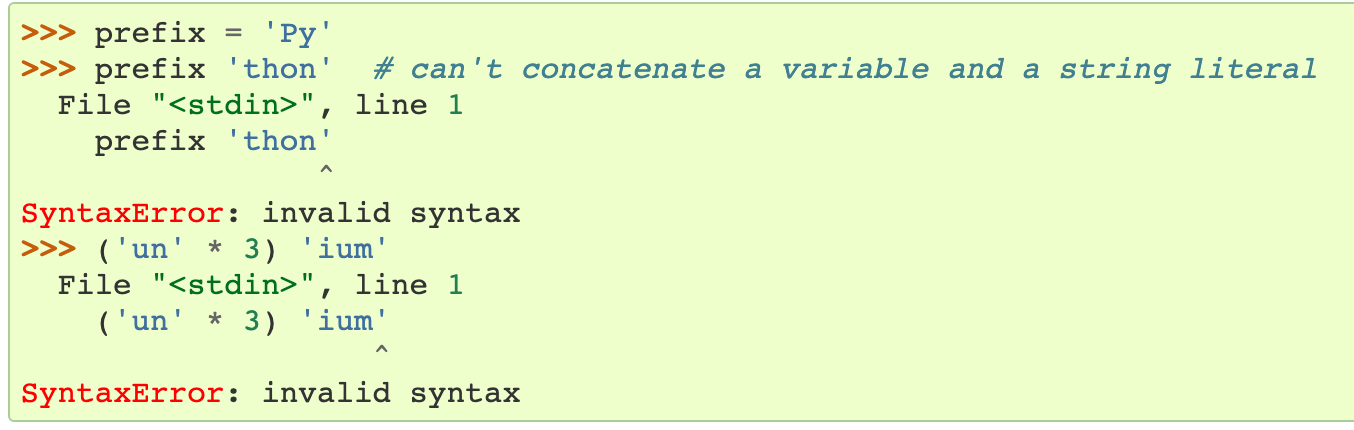 >>> prefix = 'Py'
>>> prefix 'thon'  # can't concatenate a variable and a string literal
  File "<stdin>", line 1
    prefix 'thon'
                ^
SyntaxError: invalid syntax
>>> ('un' * 3) 'ium'
  File "<stdin>", line 1
    ('un' * 3) 'ium'
                   ^
SyntaxError: invalid syntax